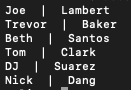 Joe  |  Lambert
Trevor  |  Baker
Beth  |  Santos
Tom  |  Clark
DJ  |  Suarez
Nick  |  Dang